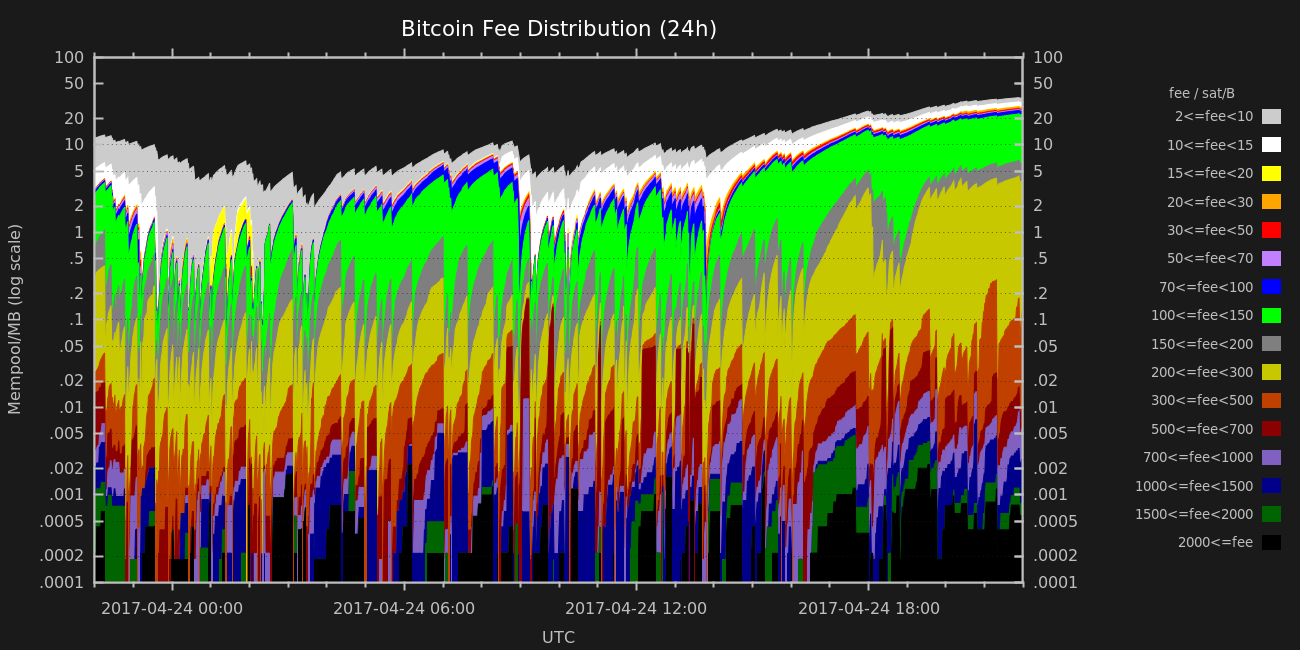 Bitcoin Fee Distribution (24h)
100
50
20
10
5
2
1
.5
.2
.1
.05
.02
.01
.005
.002
.001
.0005
.0002
.0001
Mempool/MB (log scale)
100
50
20
10
5
2
1
.5
.2
.1
.05
.02
.01
.005
.002
.001
.0005
.0002
.0001
2017-04-24 00:00
2017-04-24 06:00
2017-04-24 12:00
2017-04-24 18:00
UTC
fee / sat/B
2<=fee<10
10<=fee<15
15<=fee<20
20<=fee<30
30<=fee<50
50<=fee<70
70<=fee<100
100<=fee<150
150<=fee<200
200<=fee<300
300<=fee<500
500<=fee<700
700<=fee<1000
1000<=fee<1500
1500<=fee<2000
2000<=fee